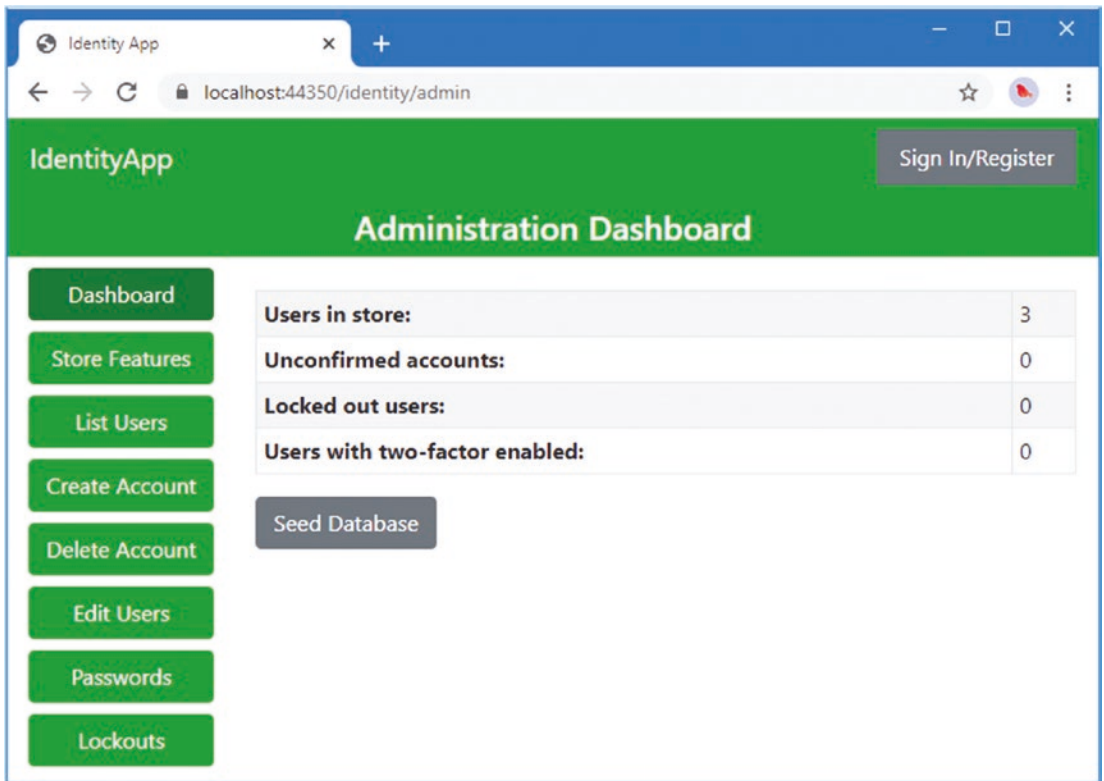 Identity App
localhost:44350/identity/admin
IdentityApp
Sign In/Register
Administration Dashboard
Dashboard
Store Features
List Users
Create Account
Delete Account
Edit Users
Passwords
Lockouts
Users in store: 3
Unconfirmed accounts: 0
Locked out users: 0
Users with two-factor enabled: 0
Seed Database